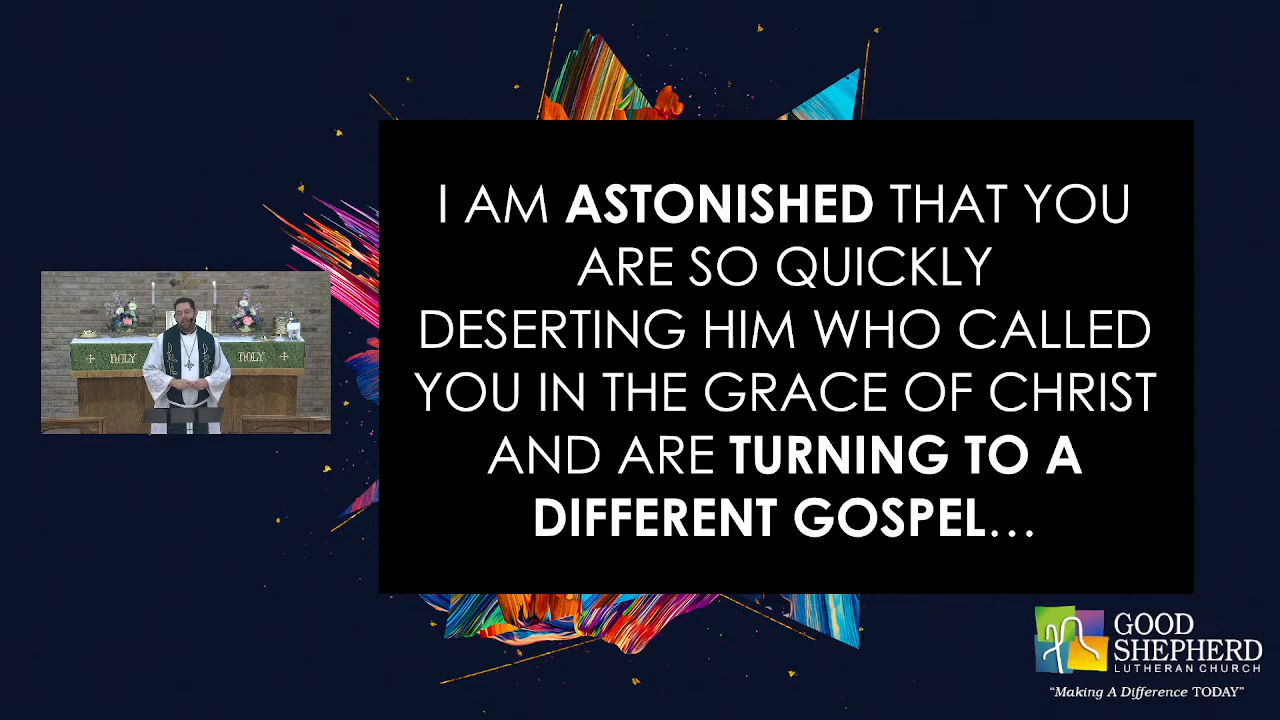 I AM ASTONISHED THAT YOU
ARE SO QUICKLY
DESERTING HIM WHO CALLED
YOU IN THE GRACE OF CHRIST
AND ARE TURNING TO A
DIFFERENT GOSPEL…
HOLY HOLY
GOOD
SHEPHERD
LUTHERAN CHURCH
“Making A Difference TODAY”